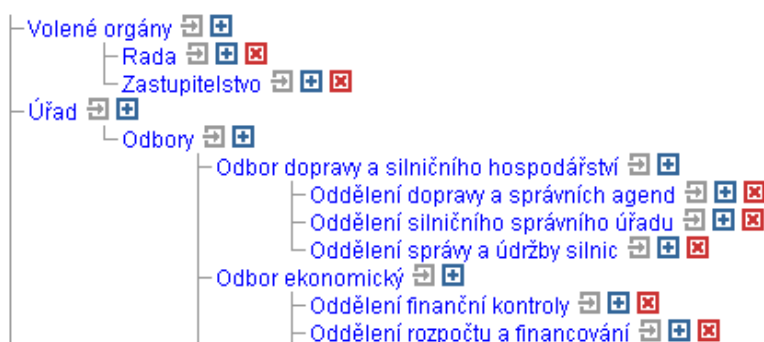 Volené orgány
Rada
Zastupitelstvo
Úřad
Odbory
Odbor dopravy a silničního hospodářství
Oddělení dopravy a správních agend
Oddělení silničního správního úřadu
Oddělení správy a údržby silnic
Odbor ekonomický
Oddělení finanční kontroly
Oddělení rozpočtu a financování